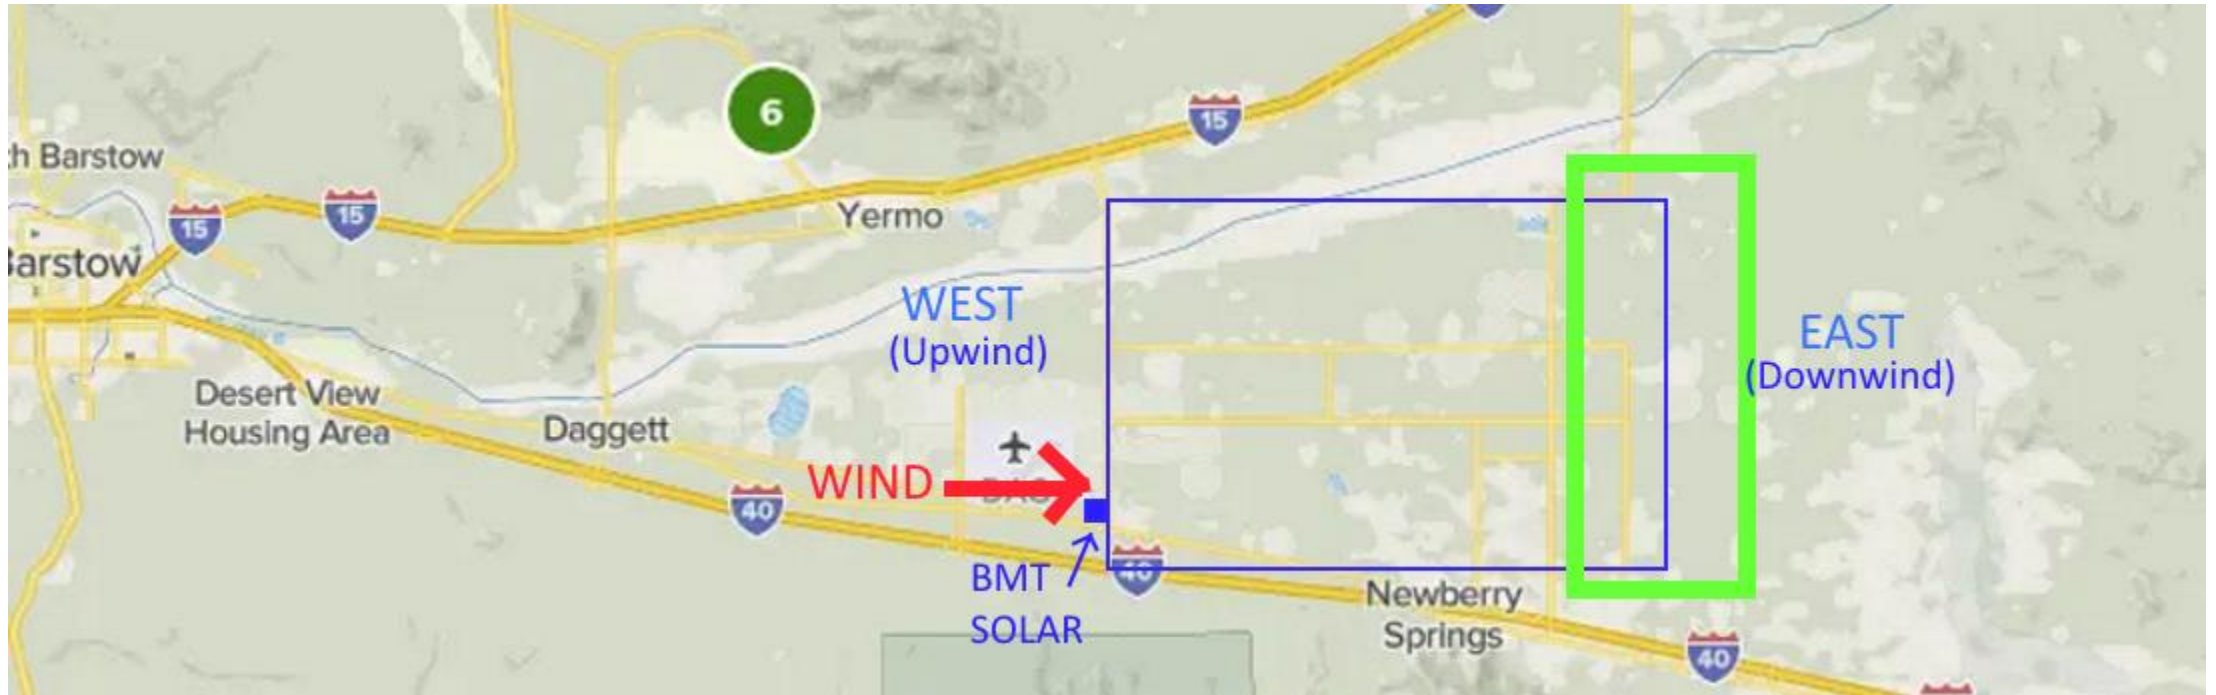 6
15
th Barstow
15
15
Yermo
Barstow
WEST
(Upwind)
EAST
(Downwind)
Desert View
Housing Area
Daggett
WIND
40
BMT
SOLAR
40
Newberry
Springs
40